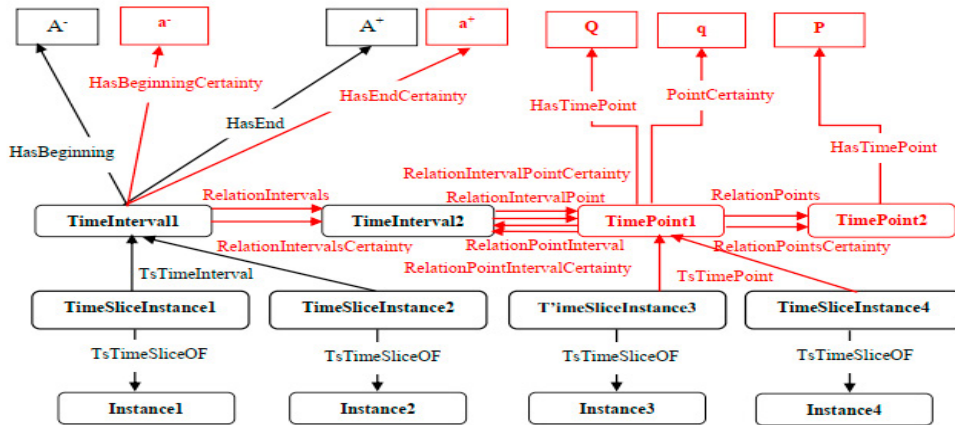 A⁻ a⁻ A⁺ a⁺ Q q P
HasBeginningCertainty
HasEndCertainty
PointCertainty
HasTimePoint
HasEnd
HasBeginning
HasTimePoint
RelationIntervalPointCertainty
RelationIntervals
RelationIntervalPoint
RelationPoints
TimeInterval1 TimeInterval2 TimePoint1 TimePoint2
RelationIntervalsCertainty
RelationPointInterval
RelationPointsCertainty
RelationPointIntervalCertainty
TsTimeInterval
TsTimePoint
TimeSliceInstance1 TimeSliceInstance2 T'imeSliceInstance3 TimeSliceInstance4
TsTimeSliceOF TsTimeSliceOF TsTimeSliceOF TsTimeSliceOF
Instance1 Instance2 Instance3 Instance4